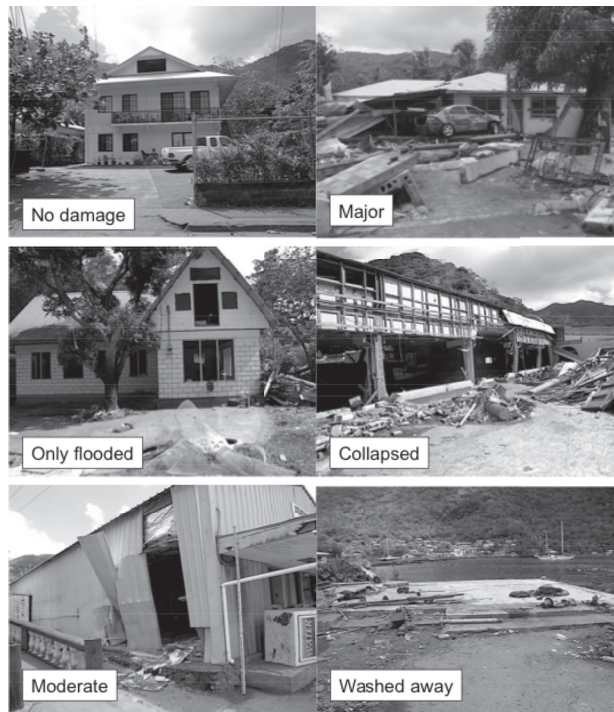 No damage
Major
Only flooded
Collapsed
Moderate
Washed away